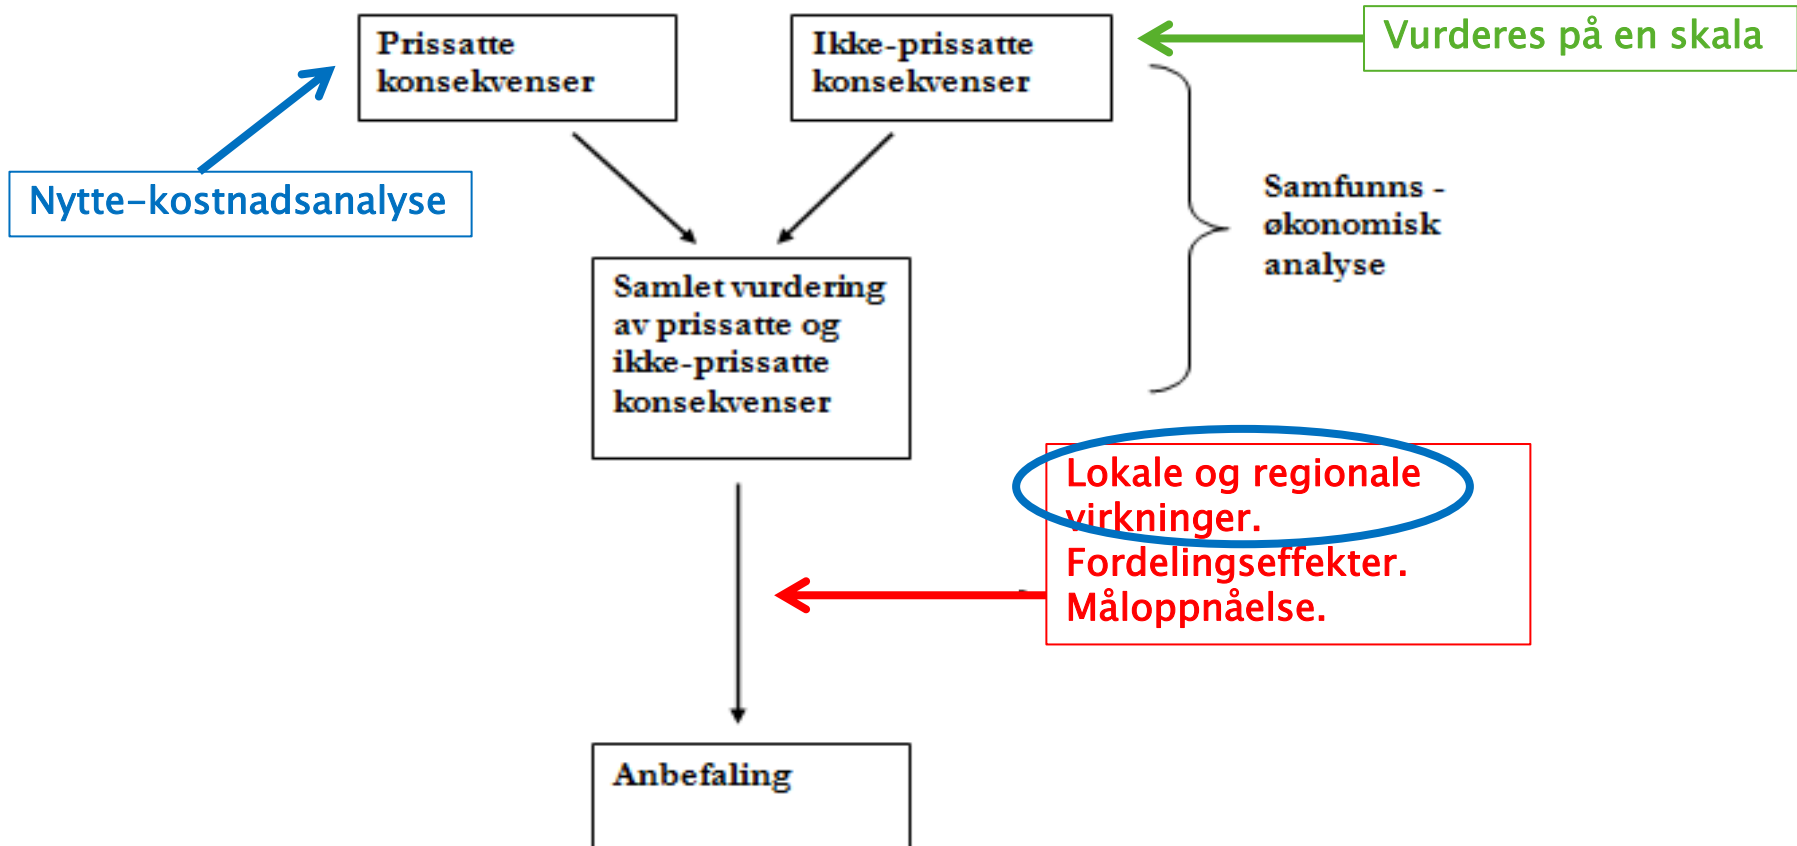 Prissatte
konsekvenser
Ikke-prissatte
konsekvenser
Vurderes på en skala
Nytte-kostnadsanalyse
Samfunns -
økonomisk
analyse
Samlet vurdering
av prissatte og
ikke-prissatte
konsekvenser
Lokale og regionale
virkninger.
Fordelingseffekter.
Måloppnåelse.
Anbefaling